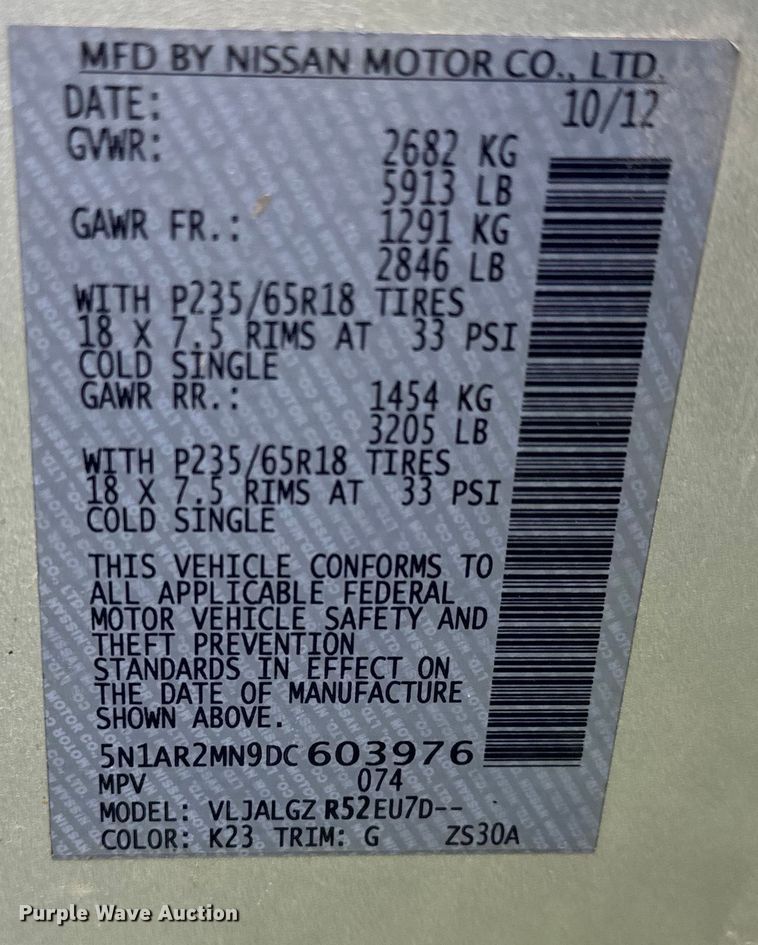 MFD BY NISSAN MOTOR CO., LTD.
DATE: 10/12
GVWR: 2682 KG
5913 LB
GAWR FR.: 1291 KG
2846 LB
WITH P235/65R18 TIRES
18 X 7.5 RIMS AT 33 PSI
COLD SINGLE
GAWR RR.: 1454 KG
3205 LB
WITH P235/65R18 TIRES
18 X 7.5 RIMS AT 33 PSI
COLD SINGLE
THIS VEHICLE CONFORMS TO
ALL APPLICABLE FEDERAL
MOTOR VEHICLE SAFETY AND
THEFT PREVENTION
STANDARDS IN EFFECT ON
THE DATE OF MANUFACTURE
SHOWN ABOVE.
5N1AR2MN9DC603976
MPV 074
MODEL: VLJALGZ R52EU7D--
COLOR: K23 TRIM: G ZS30A
Purple Wave Auction